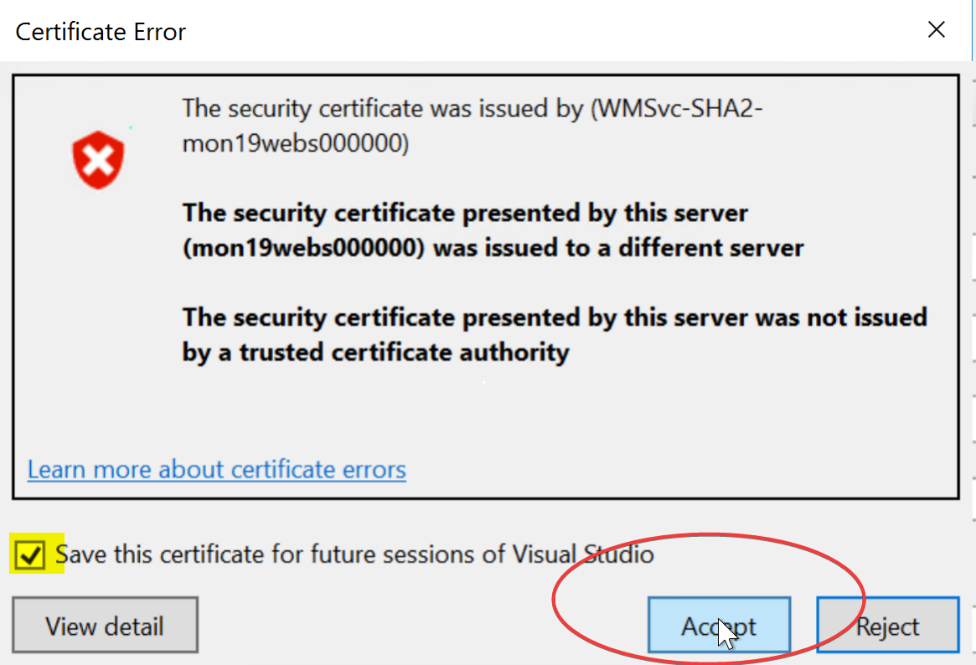 Certificate Error
The security certificate was issued by (WMSvc-SHA2-
mon19webs000000)
The security certificate presented by this server
(mon19webs000000) was issued to a different server
The security certificate presented by this server was not issued
by a trusted certificate authority
Learn more about certificate errors
Save this certificate for future sessions of Visual Studio
View detail
Accept
Reject